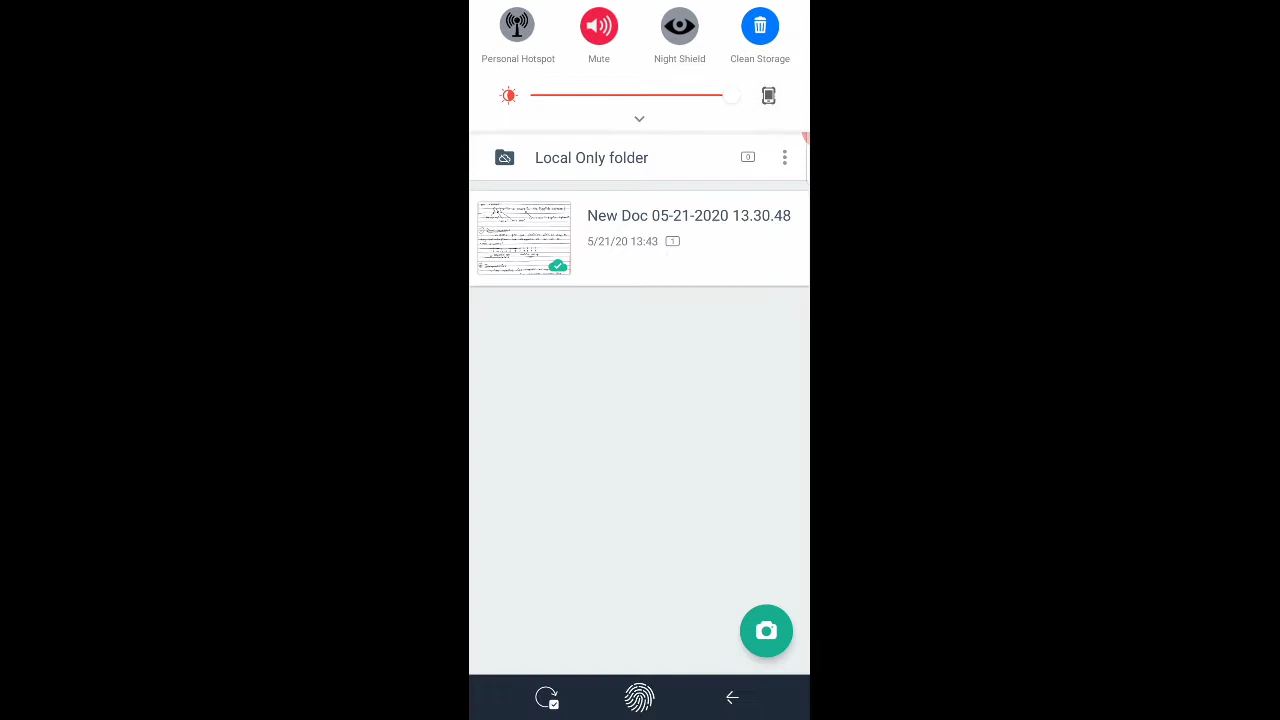 Personal Hotspot
Mute
Night Shield
Clean Storage
Local Only folder
0
New Doc 05-21-2020 13.30.48
5/21/20 13:43
1